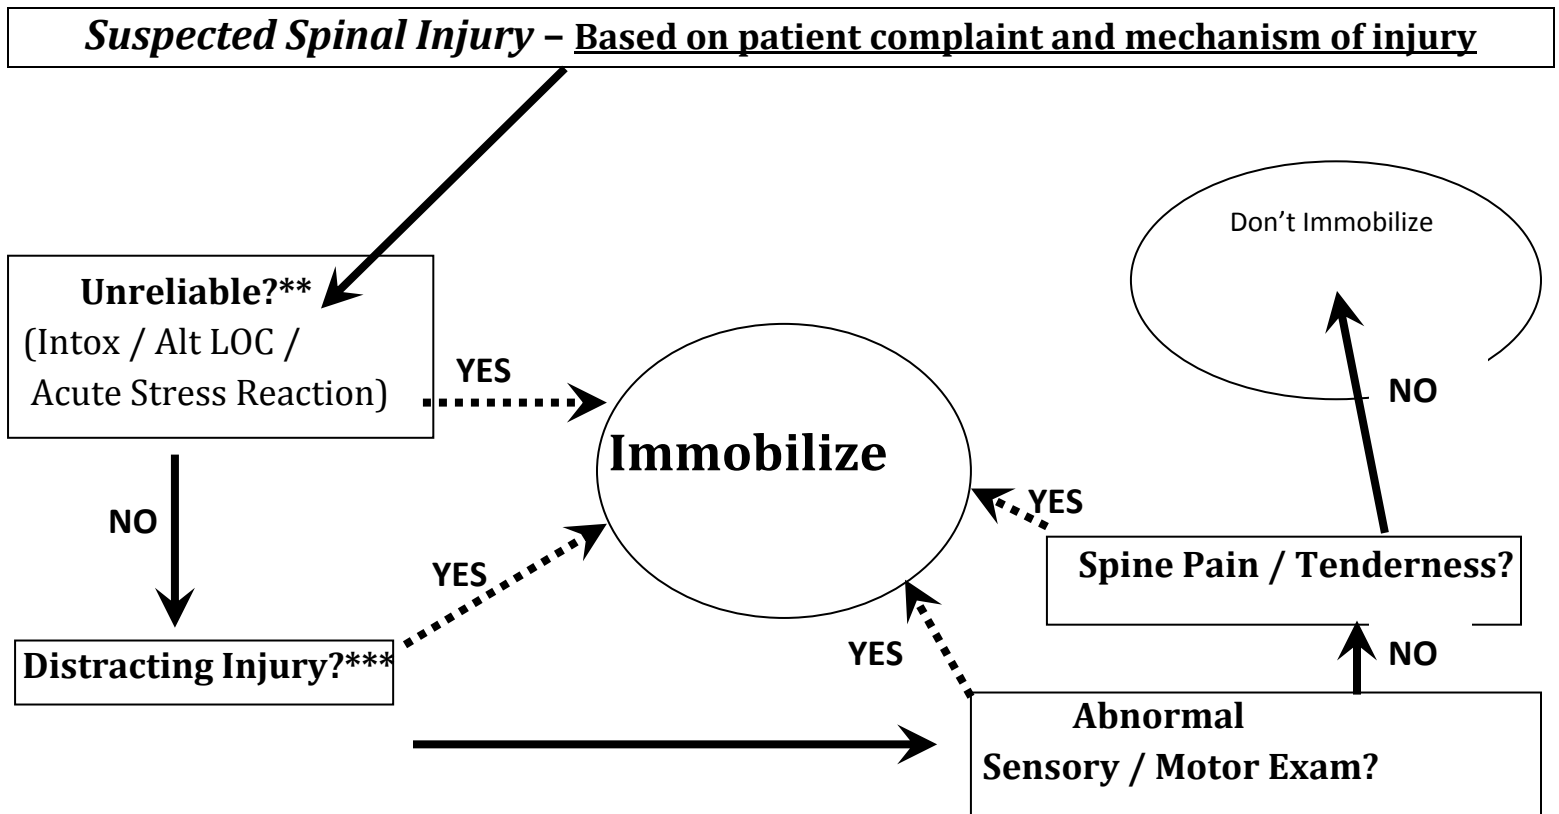 Suspected Spinal Injury – Based on patient complaint and mechanism of injury
Don’t Immobilize
Unreliable?**
(Intox / Alt LOC /
Acute Stress Reaction)
YES
NO
Immobilize
NO
YES
Spine Pain / Tenderness?
YES
Distracting Injury?***
YES
NO
Abnormal
Sensory / Motor Exam?